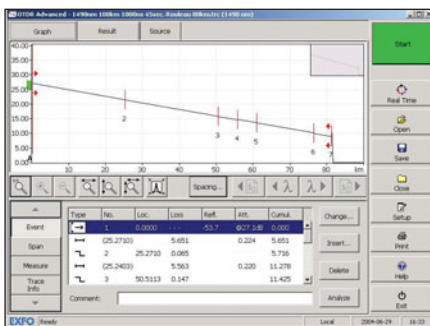 OTDR Advanced - 1490nm 100km 1000ns 45sec, Rouleau 80km.trc (1490 nm)
Graph Result Source
Start
40.00
35.00
30.00
25.00
20.00
15.00
10.00
5.00
0.00
2 3 4 5 6 7
A 10 20 30 40 50 60 70 80 90 km
Real Time
Open
Save
Close
Setup
Print
Help
Exit
Spacing...
Event
Span
Measure
Trace Info
Type No. Loc. Loss Refl. Att. Cumul.
1 0.0000 --- -53.7 @27.1dB 0.000
(25.2710) 5.651 0.224 5.651
2 25.2710 0.065 5.716
(25.2403) 5.563 0.220 11.278
3 50.5113 0.147 11.425
Change...
Insert...
Delete
Analyze
Comment:
EXFO Ready Local 2004-06-29 16:33